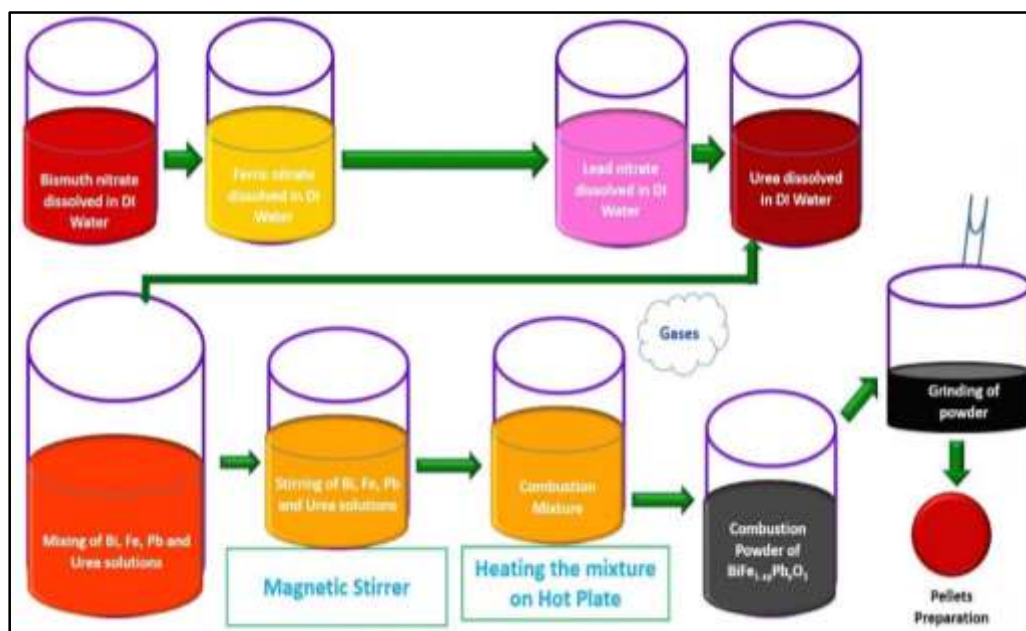 Bismuth nitrate
dissolved in DI
Water
Ferric nitrate
dissolved in DI
Water
Lead nitrate
dissolved in DI
Water
Urea dissolved
in DI Water
Gases
Grinding of
powder
Mixing of Bi, Fe, Pb and
Urea solutions
Stirring of Bi, Fe, Pb
and Urea solutions
Combustion
Mixture
Combustion
Powder of
Magnetic Stirrer
Heating the mixture
on Hot Plate
Pellets
Preparation